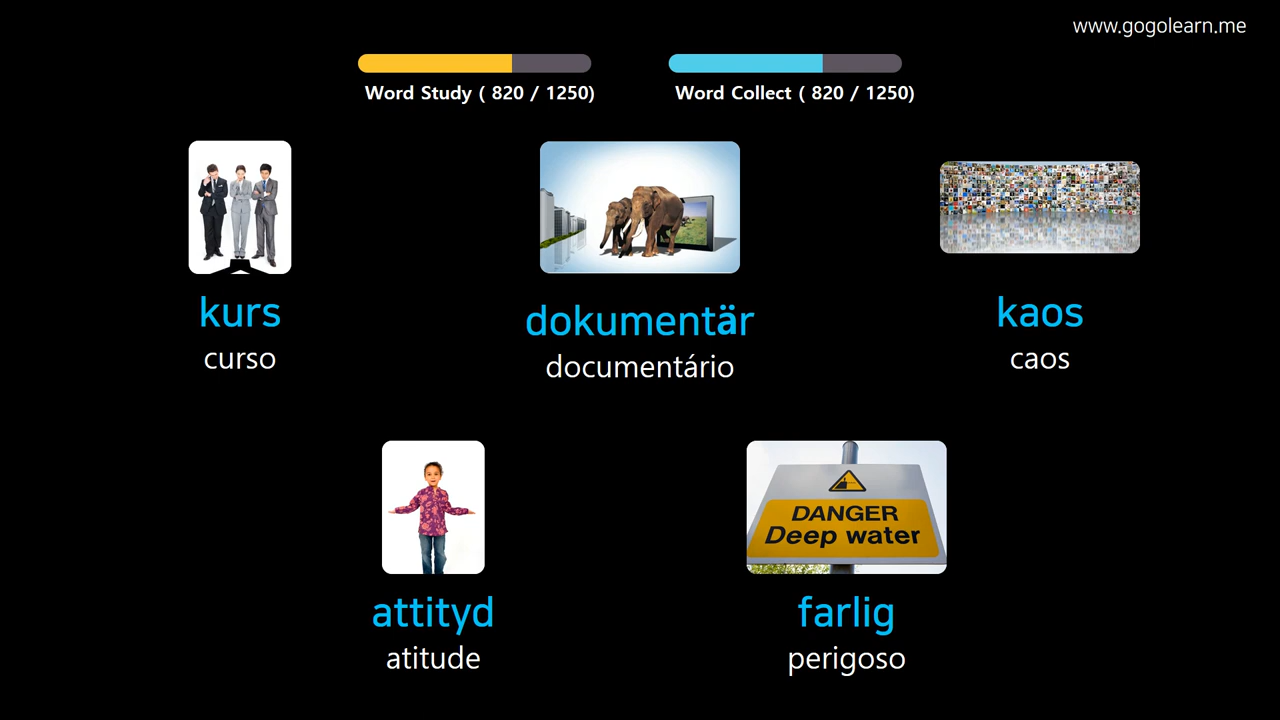 www.gogolearn.me
Word Study ( 820 / 1250)
Word Collect ( 820 / 1250)
kurs
curso
dokumentär
documentário
kaos
caos
attityd
atitude
DANGER
Deep water
farlig
perigoso